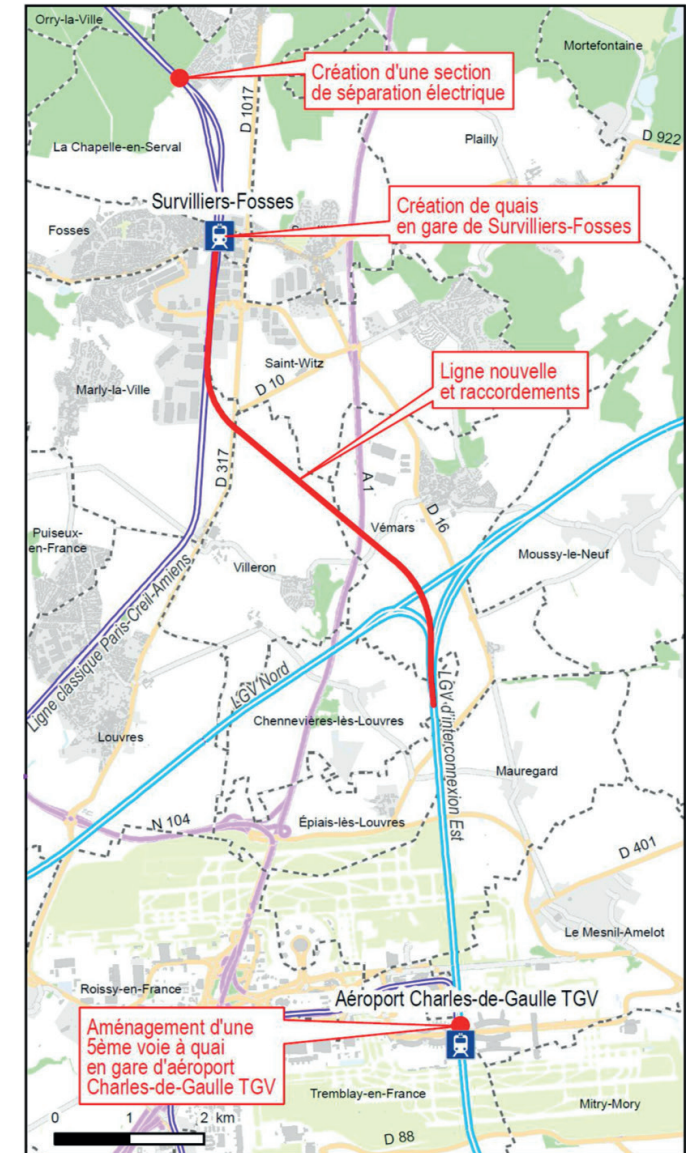 Orry-la-Ville
Mortefontaine
Création d'une section
de séparation électrique
D 1017
D 922
La Chapelle-en-Serval
Plailly
Survilliers-Fosses
Création de quais
en gare de Survilliers-Fosses
Fosses
Saint-Witz
Ligne nouvelle
et raccordements
D 10
Marly-la-Ville
D 317
A 1
D 16
Vémars
Puiseux-
en-France
Moussy-le-Neuf
Villeron
Ligne classique Paris-Creil-Amiens
LGV Nord
LGV d'interconnexion Est
Chennevières-lès-Louvres
Louvres
Mauregard
N 104
Épiais-lès-Louvres
D 401
Le Mesnil-Amelot
Roissy-en-France
Aéroport Charles-de-Gaulle TGV
Aménagement d'une
5ème voie à quai
en gare d'aéroport
Charles-de-Gaulle TGV
Tremblay-en-France
Mitry-Mory
0 1 2 km
D 88